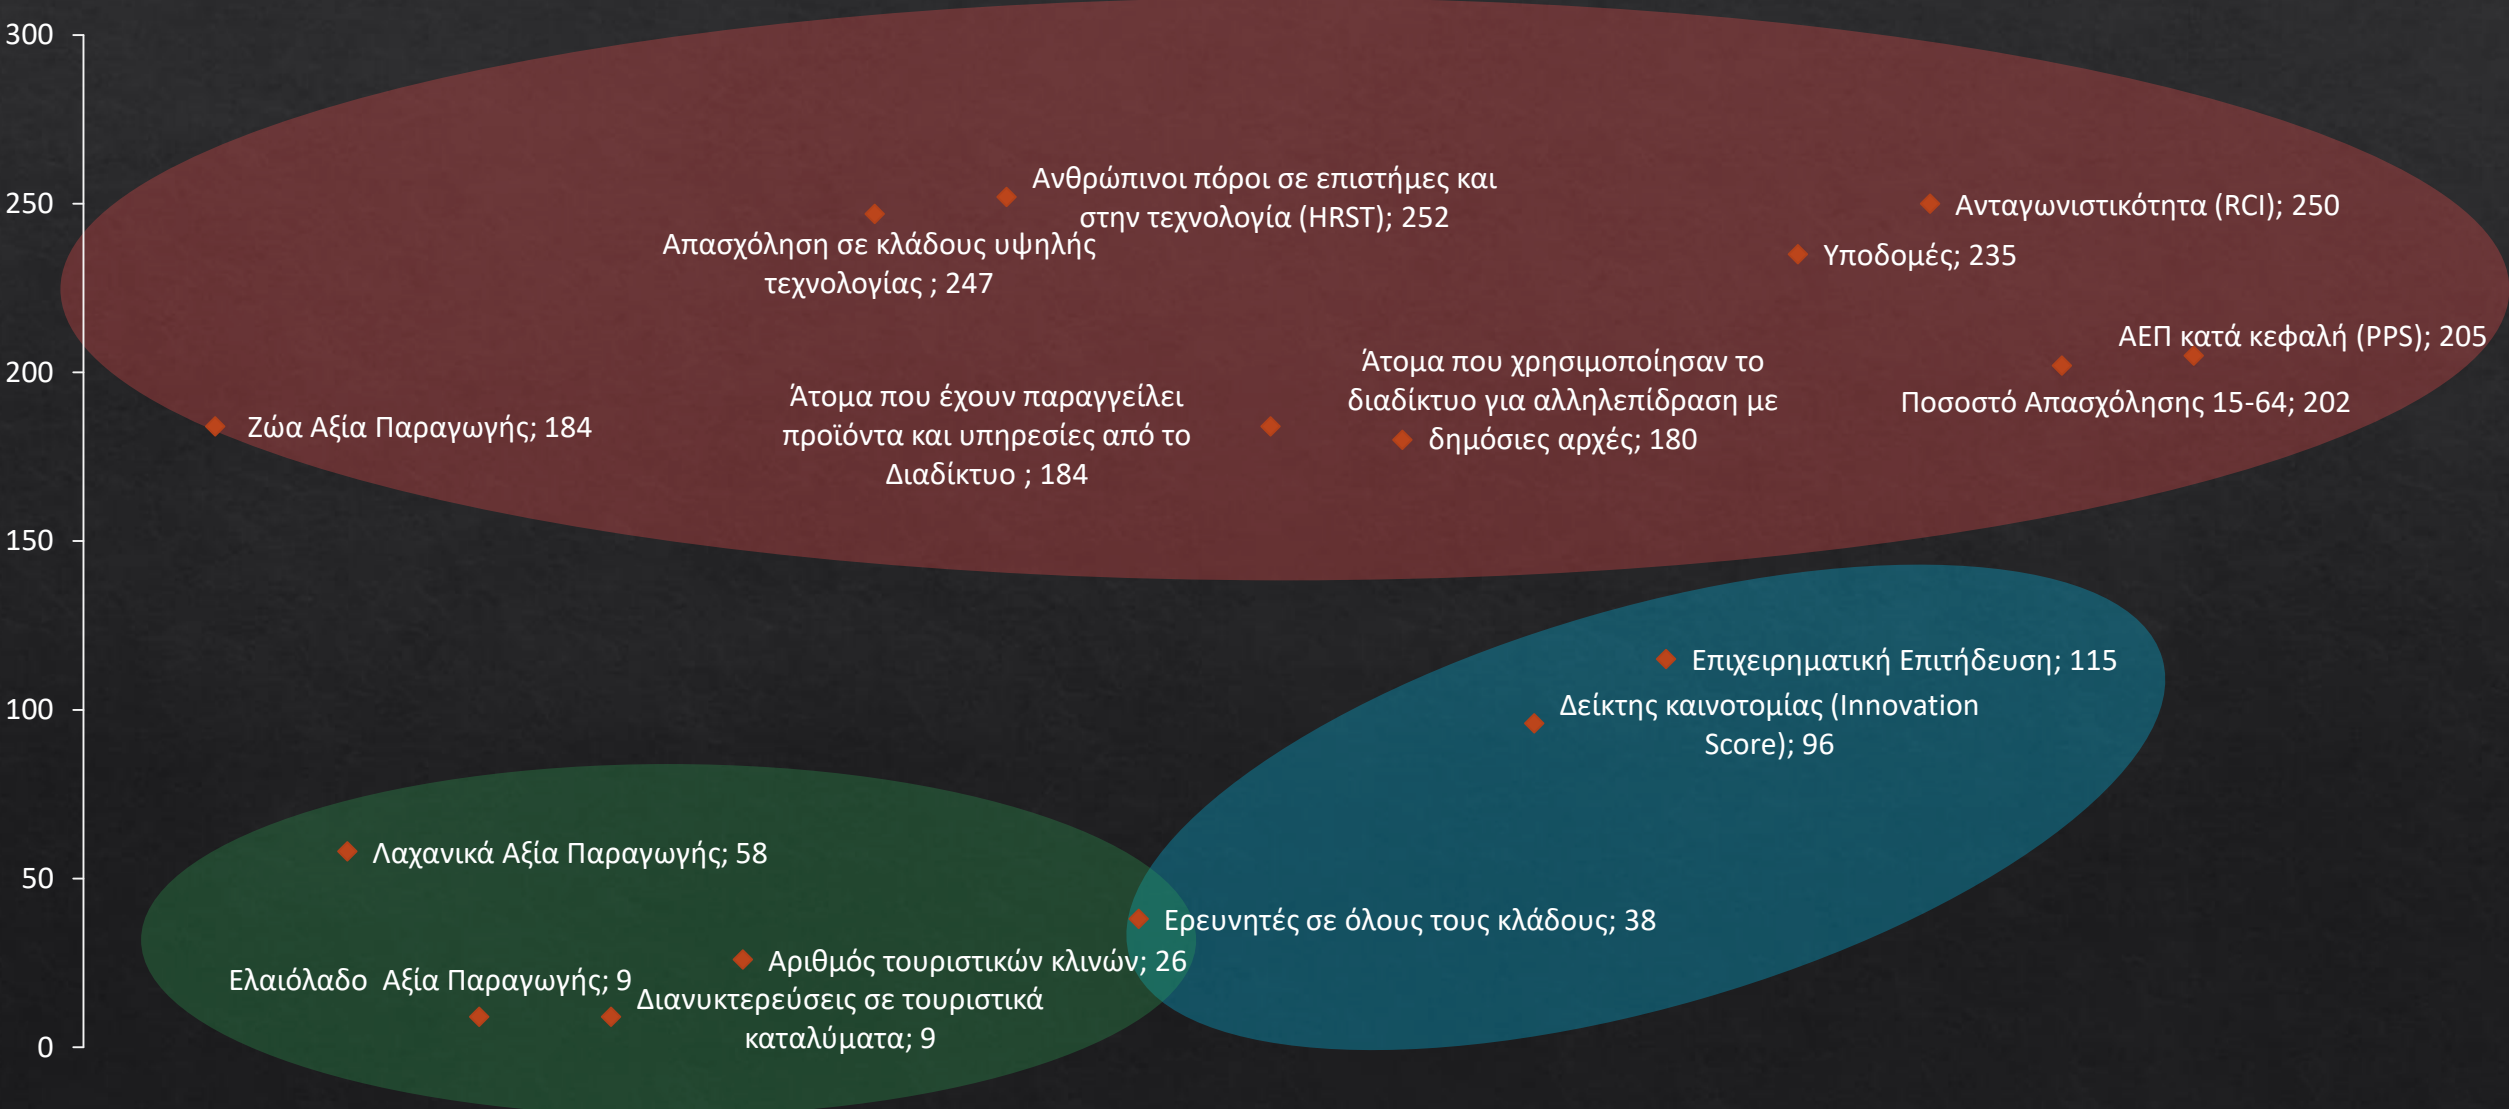 300
250
200
150
100
50
0
Ανθρώπινοι πόροι σε επιστήμες και
στην τεχνολογία (HRST); 252
Απασχόληση σε κλάδους υψηλής
τεχνολογίας ; 247
Ανταγωνιστικότητα (RCI); 250
Υποδομές; 235
ΑΕΠ κατά κεφαλή (PPS); 205
Ποσοστό Απασχόλησης 15-64; 202
Άτομα που χρησιμοποίησαν το
διαδίκτυο για αλληλεπίδραση με
δημόσιες αρχές; 180
Άτομα που έχουν παραγγείλει
προϊόντα και υπηρεσίες από το
Διαδίκτυο ; 184
Ζώα Αξία Παραγωγής; 184
Επιχειρηματική Επιτήδευση; 115
Δείκτης καινοτομίας (Innovation
Score); 96
Λαχανικά Αξία Παραγωγής; 58
Ερευνητές σε όλους τους κλάδους; 38
Αριθμός τουριστικών κλινών; 26
Ελαιόλαδο  Αξία Παραγωγής; 9
Διανυκτερεύσεις σε τουριστικά
καταλύματα; 9